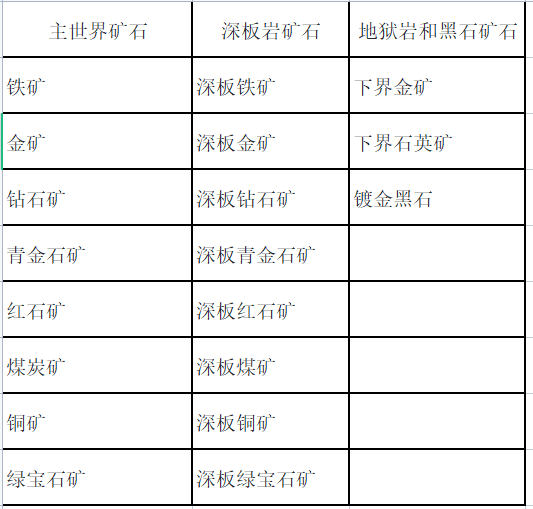 主世界矿石 深板岩矿石 地狱岩和黑石矿石
铁矿 深板铁矿 下界金矿
金矿 深板金矿 下界石英矿
钻石矿 深板钻石矿 镀金黑石
青金石矿 深板青金石矿
红石矿 深板红石矿
煤炭矿 深板煤矿
铜矿 深板铜矿
绿宝石矿 深板绿宝石矿